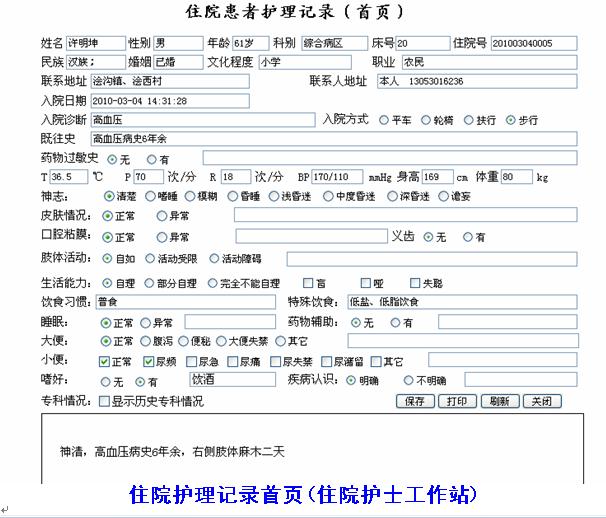 住院患者护理记录（首页）
姓名 许明坤 性别 男 年龄 61岁 科别 综合病区 床号 20 住院号 201003040005
民族 汉族； 婚姻 已婚 文化程度 小学 职业 农民
联系地址 浍沟镇、浍西村 联系人地址 本人 13053016236
入院日期 2010-03-04 14:31:28
入院诊断 高血压 入院方式 平车 轮椅 扶行 步行
既往史 高血压病史6年余
药物过敏史 无 有
T 36.5 ℃ P 70 次/分 R 18 次/分 BP 170/110 mmHg 身高 169 cm 体重 80 kg
神志： 清楚 嗜睡 模糊 昏睡 浅昏迷 中度昏迷 深昏迷 谵妄
皮肤情况： 正常 异常
口腔粘膜： 正常 异常 义齿 无 有
肢体活动： 自如 活动受限 活动障碍
生活能力： 自理 部分自理 完全不能自理 盲 哑 失聪
饮食习惯： 普食 特殊饮食： 低盐、低脂饮食
睡眠： 正常 异常 药物辅助： 无 有
大便： 正常 腹泻 便秘 大便失禁 其它
小便： 正常 尿频 尿急 尿痛 尿失禁 尿潴留 其它
嗜好： 无 有 饮酒 疾病认识： 明确 不明确
专科情况： 显示历史专科情况 保存 打印 刷新 关闭
神清，高血压病史6年余，右侧肢体麻木二天
住院护理记录首页(住院护士工作站)